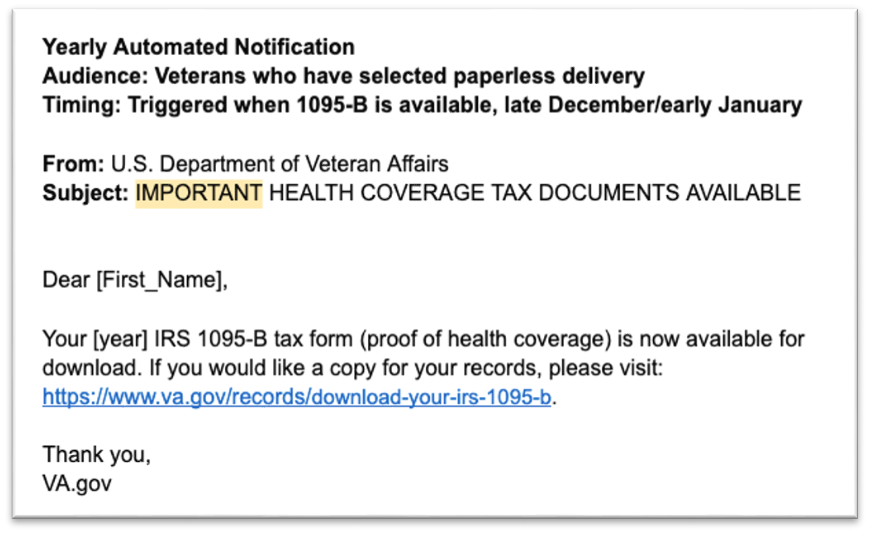 Yearly Automated Notification
Audience: Veterans who have selected paperless delivery
Timing: Triggered when 1095-B is available, late December/early January
From: U.S. Department of Veteran Affairs
Subject: IMPORTANT HEALTH COVERAGE TAX DOCUMENTS AVAILABLE
Dear [First_Name],
Your [year] IRS 1095-B tax form (proof of health coverage) is now available for
download. If you would like a copy for your records, please visit:
https://www.va.gov/records/download-your-irs-1095-b.
Thank you,
VA.gov